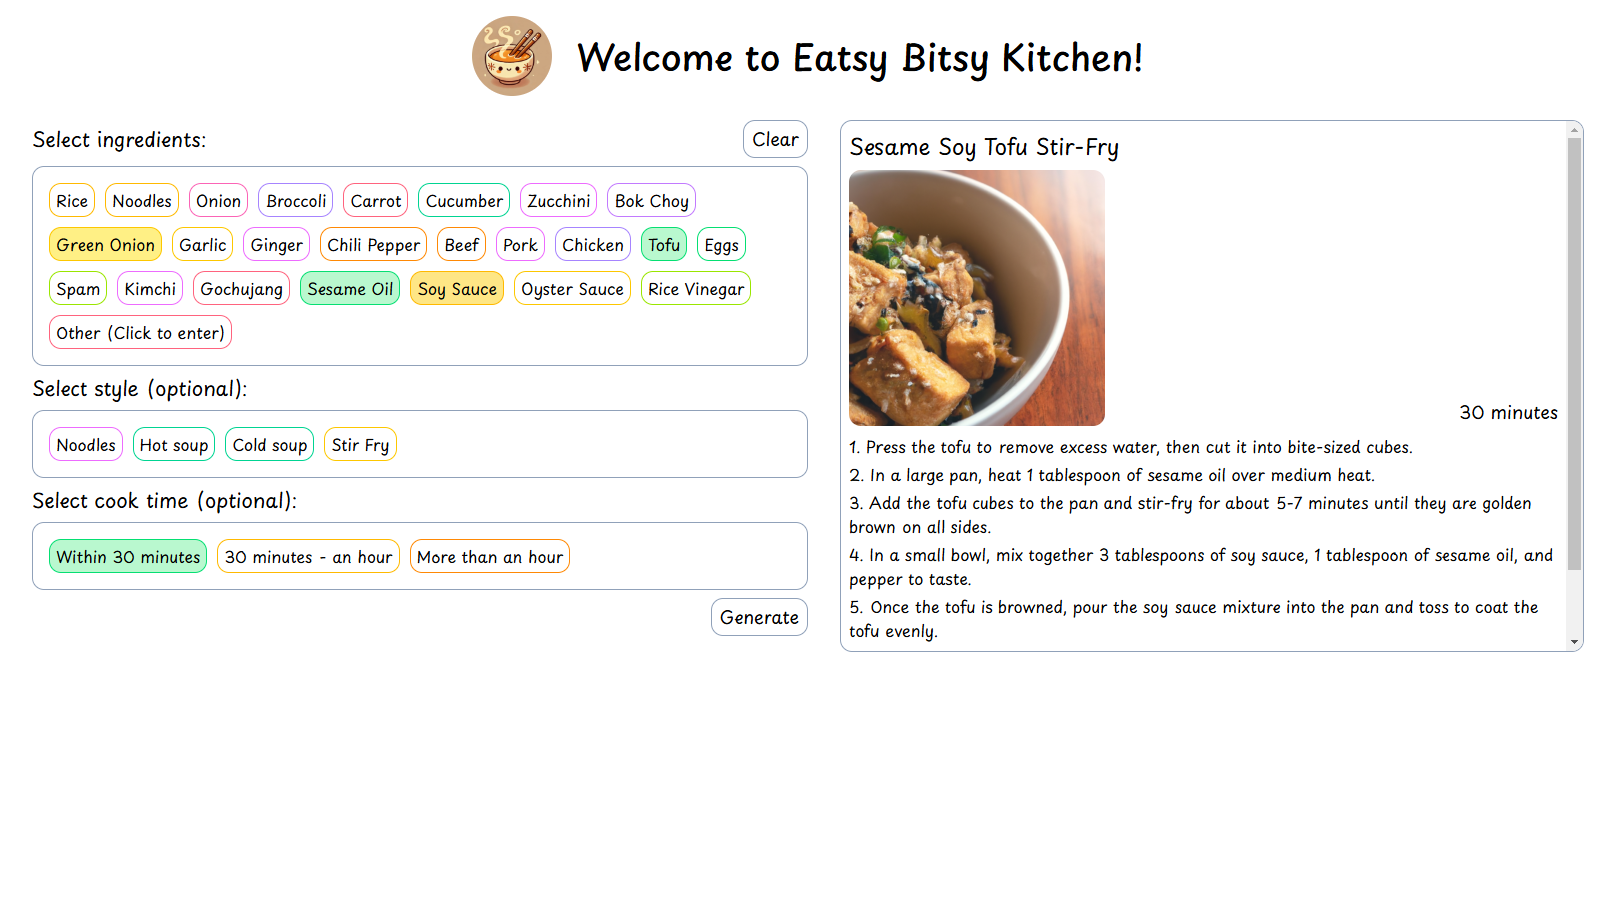 Welcome to Eatsy Bitsy Kitchen!
Select ingredients:
Clear
Rice Noodles Onion Broccoli Carrot Cucumber Zucchini Bok Choy
Green Onion Garlic Ginger Chili Pepper Beef Pork Chicken Tofu Eggs
Spam Kimchi Gochujang Sesame Oil Soy Sauce Oyster Sauce Rice Vinegar
Other (Click to enter)
Select style (optional):
Noodles Hot soup Cold soup Stir Fry
Select cook time (optional):
Within 30 minutes 30 minutes - an hour More than an hour
Generate
Sesame Soy Tofu Stir-Fry
30 minutes
1. Press the tofu to remove excess water, then cut it into bite-sized cubes.
2. In a large pan, heat 1 tablespoon of sesame oil over medium heat.
3. Add the tofu cubes to the pan and stir-fry for about 5-7 minutes until they are golden
brown on all sides.
4. In a small bowl, mix together 3 tablespoons of soy sauce, 1 tablespoon of sesame oil, and
pepper to taste.
5. Once the tofu is browned, pour the soy sauce mixture into the pan and toss to coat the
tofu evenly.